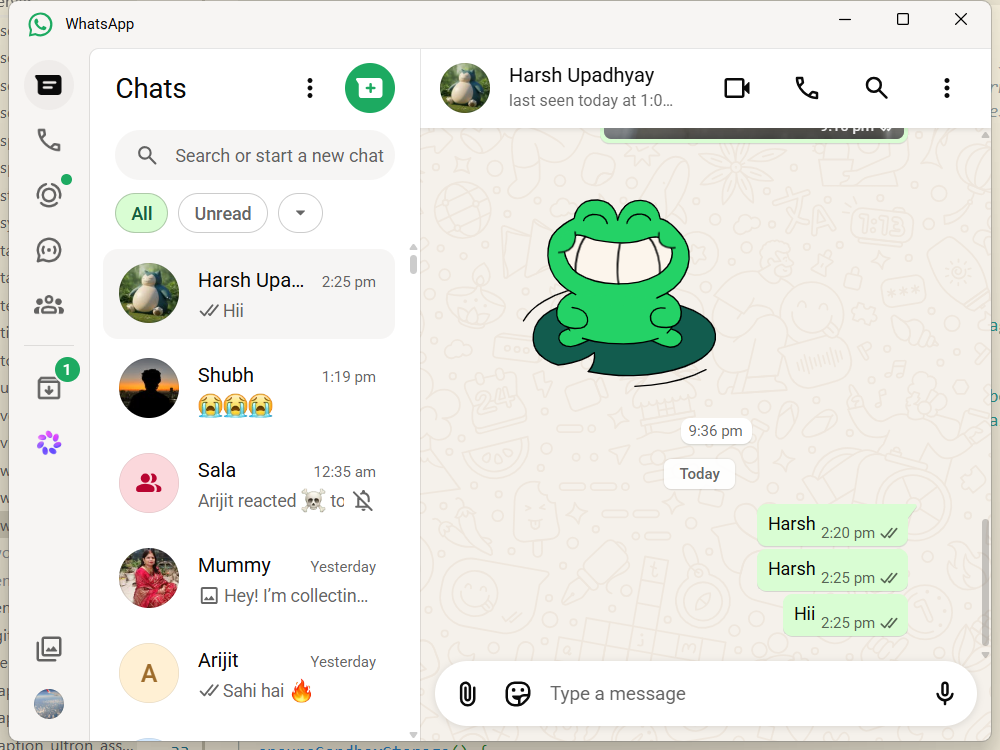 WhatsApp
Chats
Search or start a new chat
All
Unread
Harsh Upa...
2:25 pm
Hii
Shubh
1:19 pm
😭😭😭
Sala
12:35 am
Arijit reacted ☠️ to
Mummy
Yesterday
Hey! I'm collectin...
A
Arijit
Yesterday
Sahi hai 🔥
1
Harsh Upadhyay
last seen today at 1:0...
9:36 pm
Today
Harsh
2:20 pm
Harsh
2:25 pm
Hii
2:25 pm
Type a message